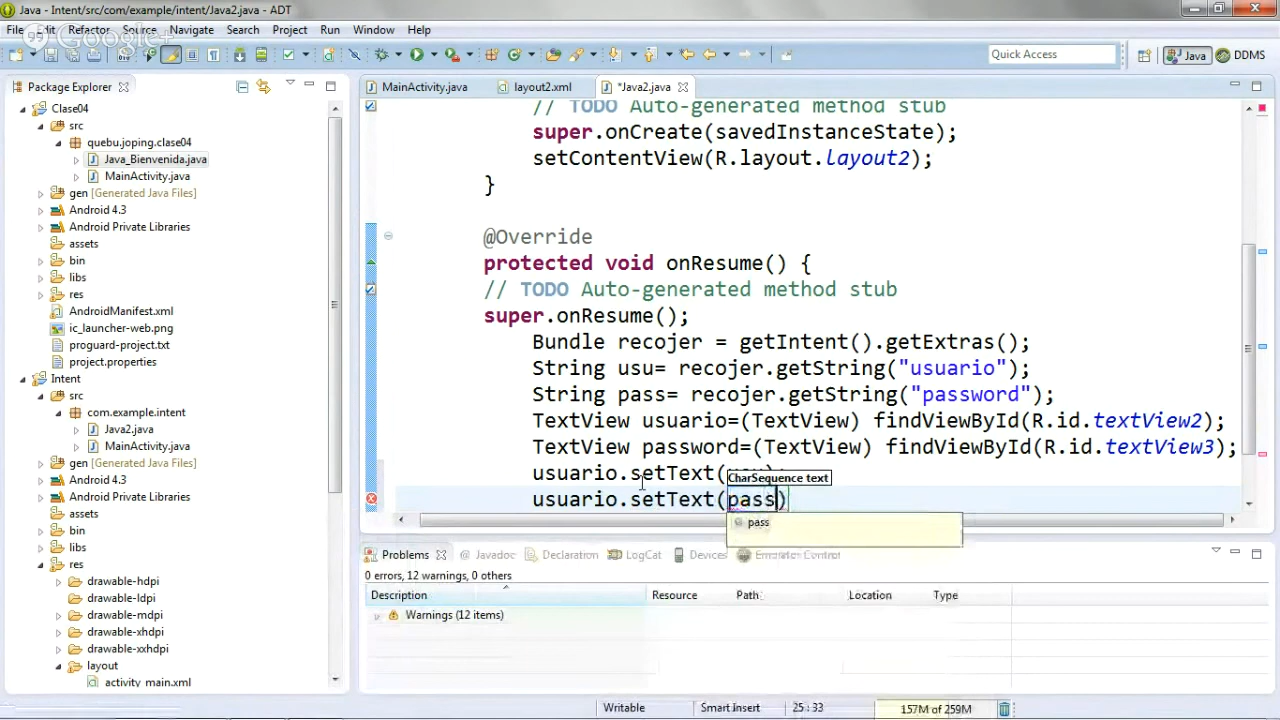 Java - Intent/src/com/example/intent/Java2.java - ADT
Google+
File Edit Refactor Source Navigate Search Project Run Window Help
Quick Access
Java
DDMS
Package Explorer
MainActivity.java
layout2.xml
*Java2.java
Clase04
src
quebu.joping.clase04
Java_Bienvenida.java
MainActivity.java
gen [Generated Java Files]
Android 4.3
Android Private Libraries
assets
bin
libs
res
AndroidManifest.xml
ic_launcher-web.png
proguard-project.txt
project.properties
Intent
src
com.example.intent
Java2.java
MainActivity.java
gen [Generated Java Files]
Android 4.3
Android Private Libraries
assets
bin
libs
res
drawable-hdpi
drawable-ldpi
drawable-mdpi
drawable-xhdpi
drawable-xxhdpi
layout
activity_main.xml
// TODO Auto-generated method stub
super.onCreate(savedInstanceState);
setContentView(R.layout.layout2);
}
@Override
protected void onResume() {
// TODO Auto-generated method stub
super.onResume();
Bundle recojer = getIntent().getExtras();
String usu= recojer.getString("usuario");
String pass= recojer.getString("password");
TextView usuario=(TextView) findViewById(R.id.textView2);
TextView password=(TextView) findViewById(R.id.textView3);
usuario.setText(
CharSequence text
usuario.setText(pass)
pass
Problems
Javadoc
Declaration
LogCat
Devices
Emulator Control
0 errors, 12 warnings, 0 others
Description Resource Path Location Type
Warnings (12 items)
Writable
Smart Insert
25 : 33
157M of 259M